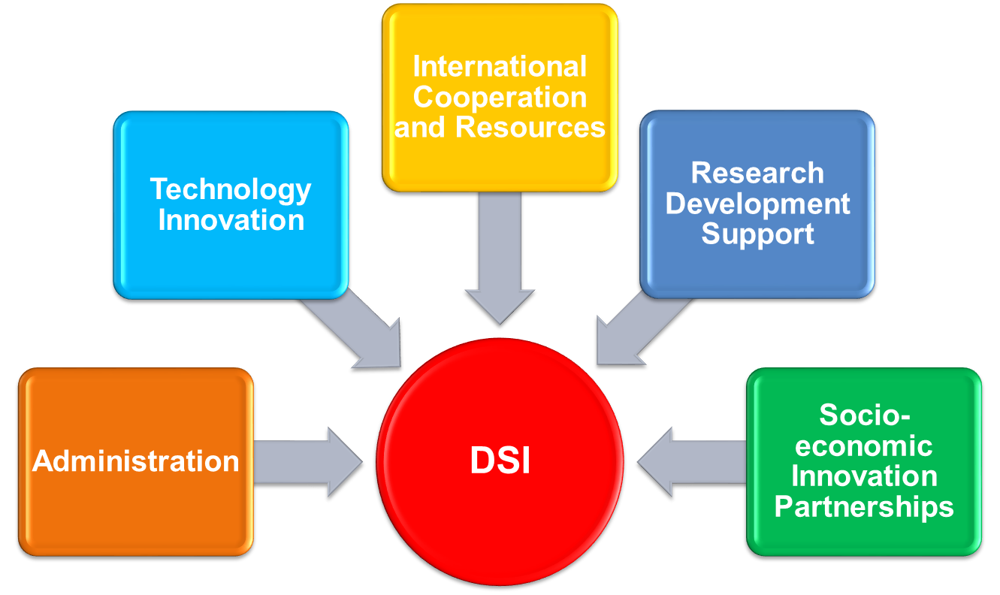 International
Cooperation
and Resources
Technology
Innovation
Research
Development
Support
Administration
DSI
Socio-
economic
Innovation
Partnerships